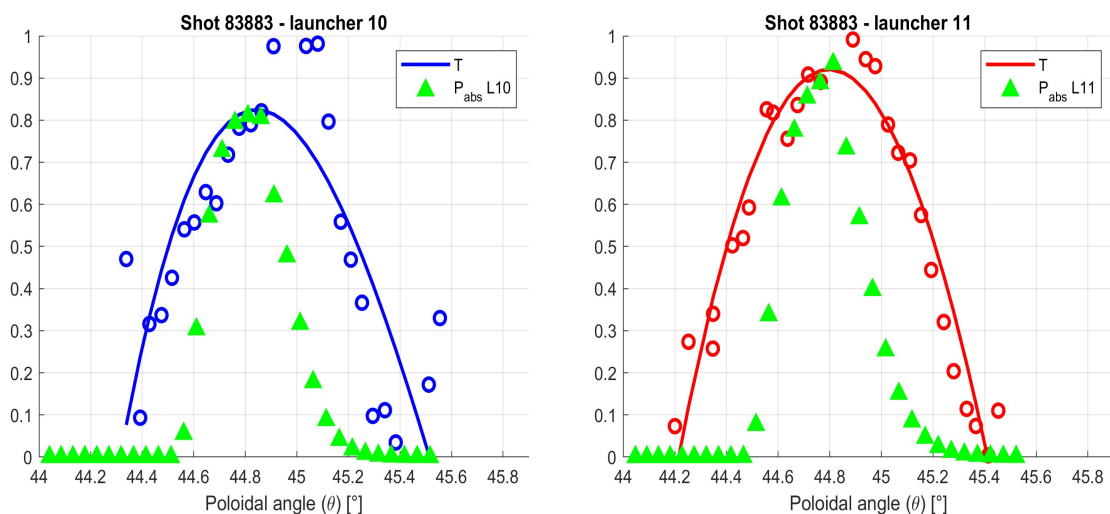 Shot 83883 - launcher 10
1
0.9
0.8
0.7
0.6
0.5
0.4
0.3
0.2
0.1
0
44 44.2 44.4 44.6 44.8 45 45.2 45.4 45.6 45.8
Poloidal angle (θ) [°]
T
Pabs L10
Shot 83883 - launcher 11
1
0.9
0.8
0.7
0.6
0.5
0.4
0.3
0.2
0.1
0
44 44.2 44.4 44.6 44.8 45 45.2 45.4 45.6 45.8
Poloidal angle (θ) [°]
T
Pabs L11